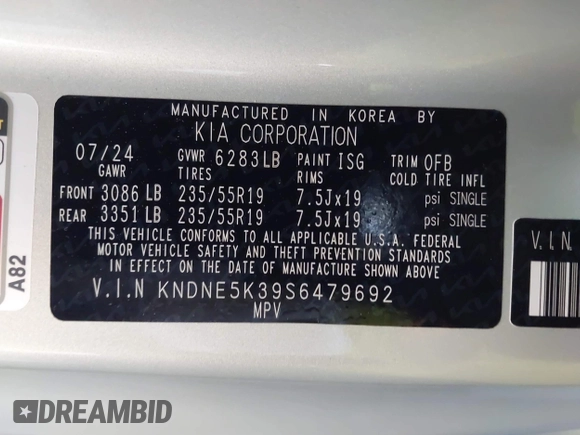 MANUFACTURED IN KOREA BY
KIA CORPORATION
07/24 GVWR 6283LB PAINT ISG TRIM OFB
GAWR TIRES RIMS COLD TIRE INFL
FRONT 3086 LB 235/55R19 7.5Jx19 psi SINGLE
REAR 3351 LB 235/55R19 7.5Jx19 psi SINGLE
THIS VEHICLE CONFORMS TO ALL APPLICABLE U.S.A. FEDERAL
MOTOR VEHICLE SAFETY AND THEFT PREVENTION STANDARDS
IN EFFECT ON THE DATE OF MANUFACTURE SHOWN ABOVE
V.I.N KNDNE5K39S6479692
MPV
A82
V.I.N
DREAMBID